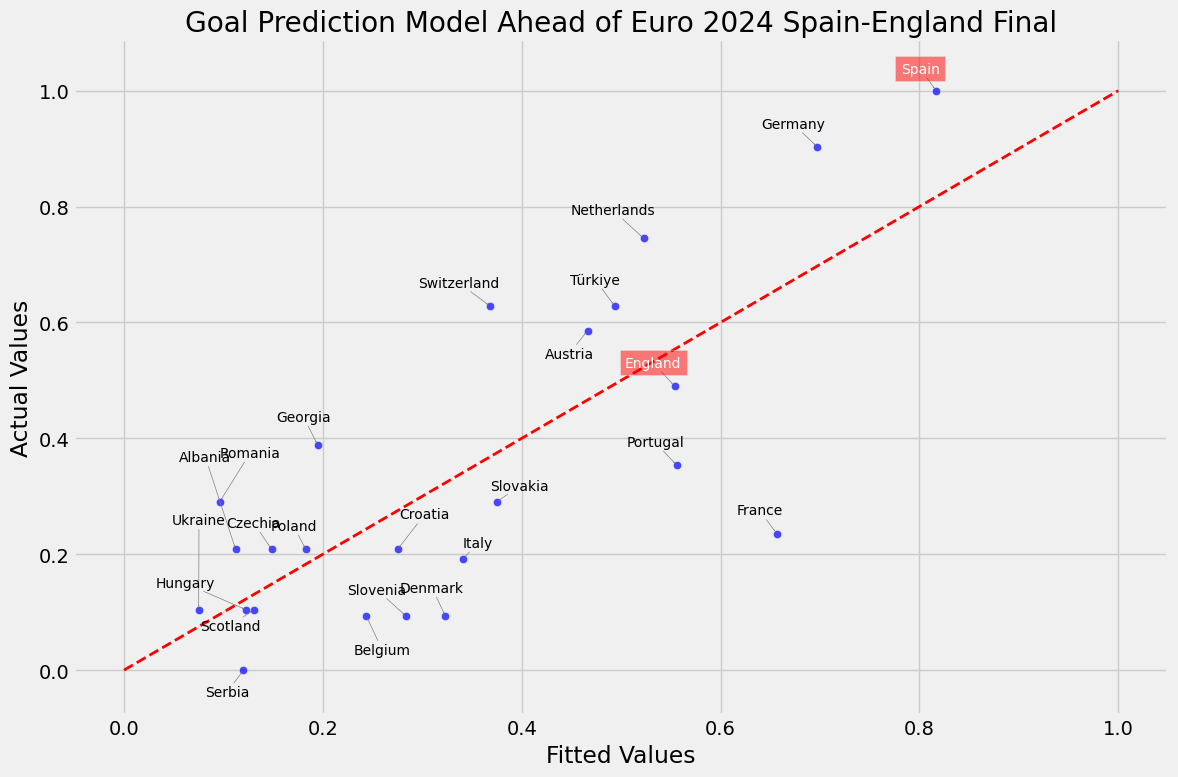 Goal Prediction Model Ahead of Euro 2024 Spain-England Final
Spain
1.0
Germany
Netherlands
0.8
Türkiye
Switzerland
0.6
Austria
England
Actual Values
Portugal
Georgia
0.4
Romania
Albania
Slovakia
France
Croatia
Ukraine
Czechia
Poland
Italy
0.2
Hungary
Slovenia
Denmark
Scotland
Belgium
0.0
Serbia
0.0 0.2 0.4 0.6 0.8 1.0
Fitted Values